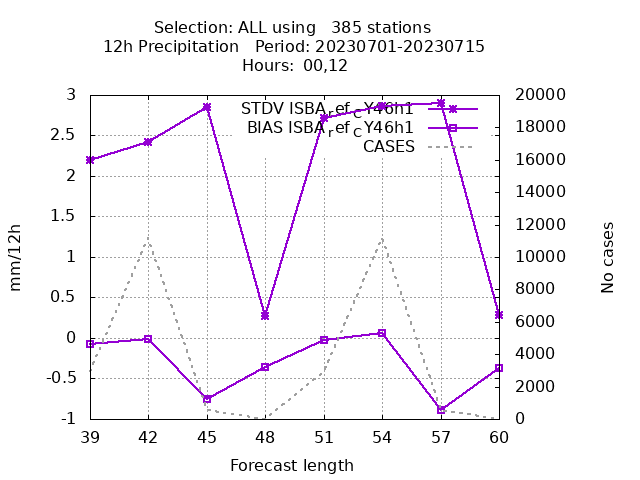 Selection: ALL using   385 stations
12h Precipitation   Period: 20230701-20230715
Hours: 00,12
STDV ISBA_ref_CY46h1
BIAS ISBA_ref_CY46h1
CASES
3
2.5
2
1.5
1
0.5
0
-0.5
-1
20000
18000
16000
14000
12000
10000
8000
6000
4000
2000
0
mm/12h
No cases
39 42 45 48 51 54 57 60
Forecast length